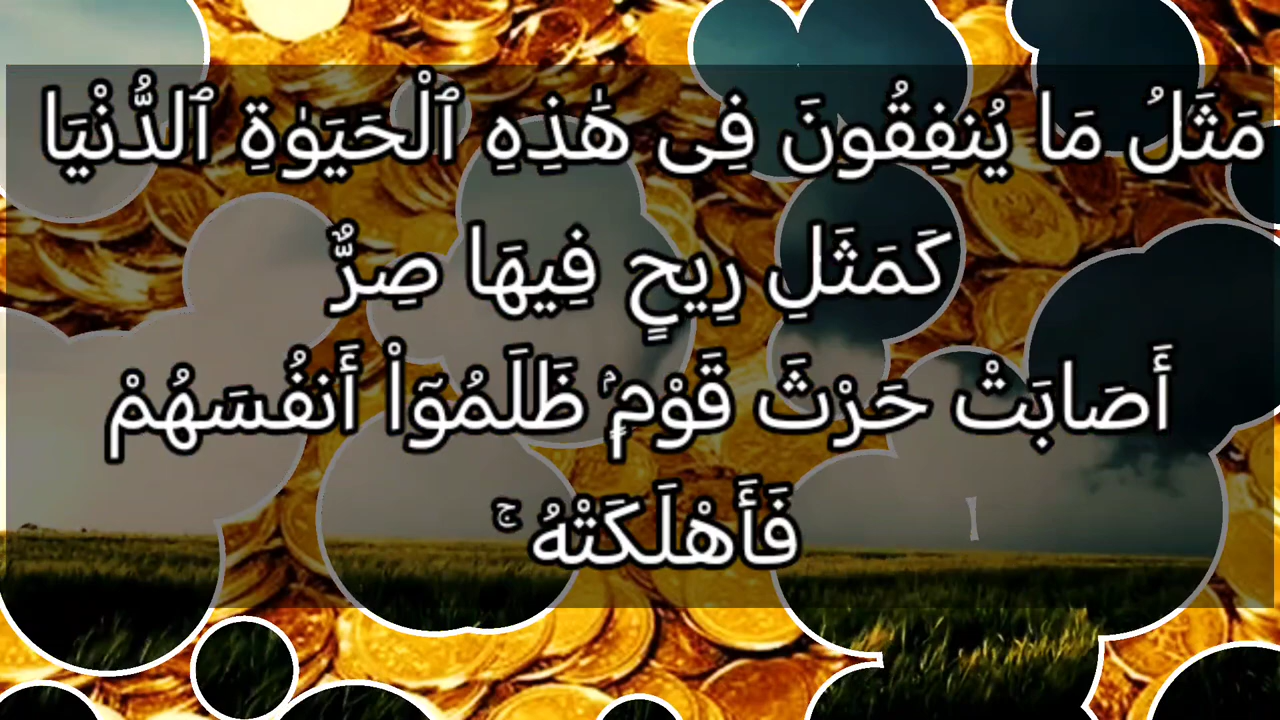 مَثَلُ مَا يُنفِقُونَ فِى هَٰذِهِ ٱلْحَيَوٰةِ ٱلدُّنْيَا
كَمَثَلِ رِيحٍ فِيهَا صِرٌّ
أَصَابَتْ حَرْثَ قَوْمٍۢ ظَلَمُوٓا۟ أَنفُسَهُمْ
فَأَهْلَكَتْهُ ۚ